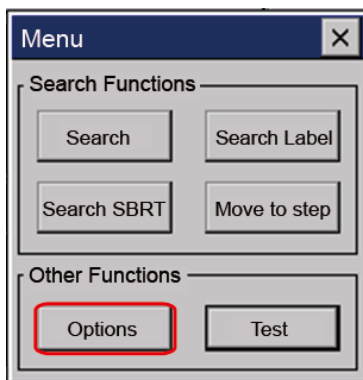 Menu
Search Functions
Search Search Label
Search SBRT Move to step
Other Functions
Options Test